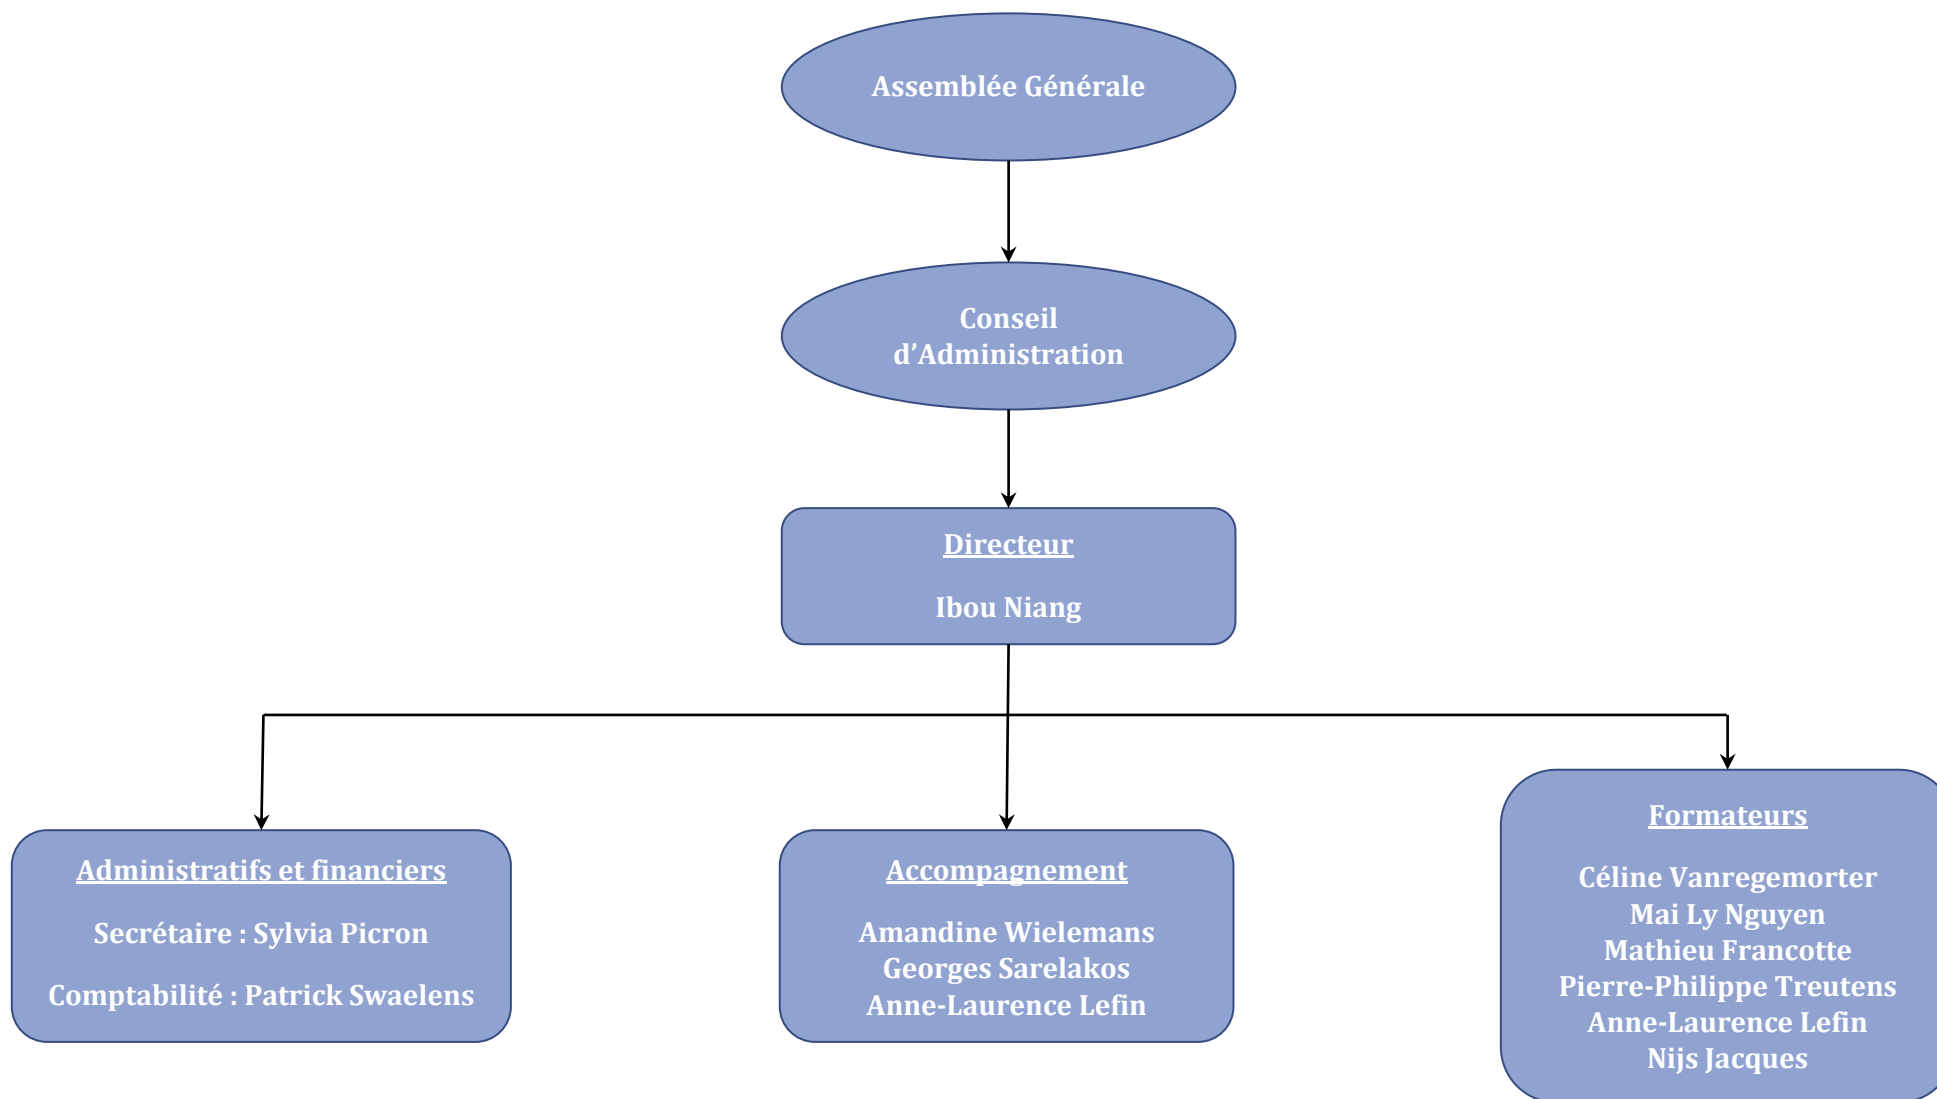 Assemblée Générale
Conseil
d’Administration
Directeur
Ibou Niang
Administratifs et financiers
Secrétaire : Sylvia Picron
Comptabilité : Patrick Swaelens
Accompagnement
Amandine Wielemans
Georges Sarelakos
Anne-Laurence Lefin
Formateurs
Céline Vanregemorter
Mai Ly Nguyen
Mathieu Francotte
Pierre-Philippe Treutens
Anne-Laurence Lefin
Nijs Jacques